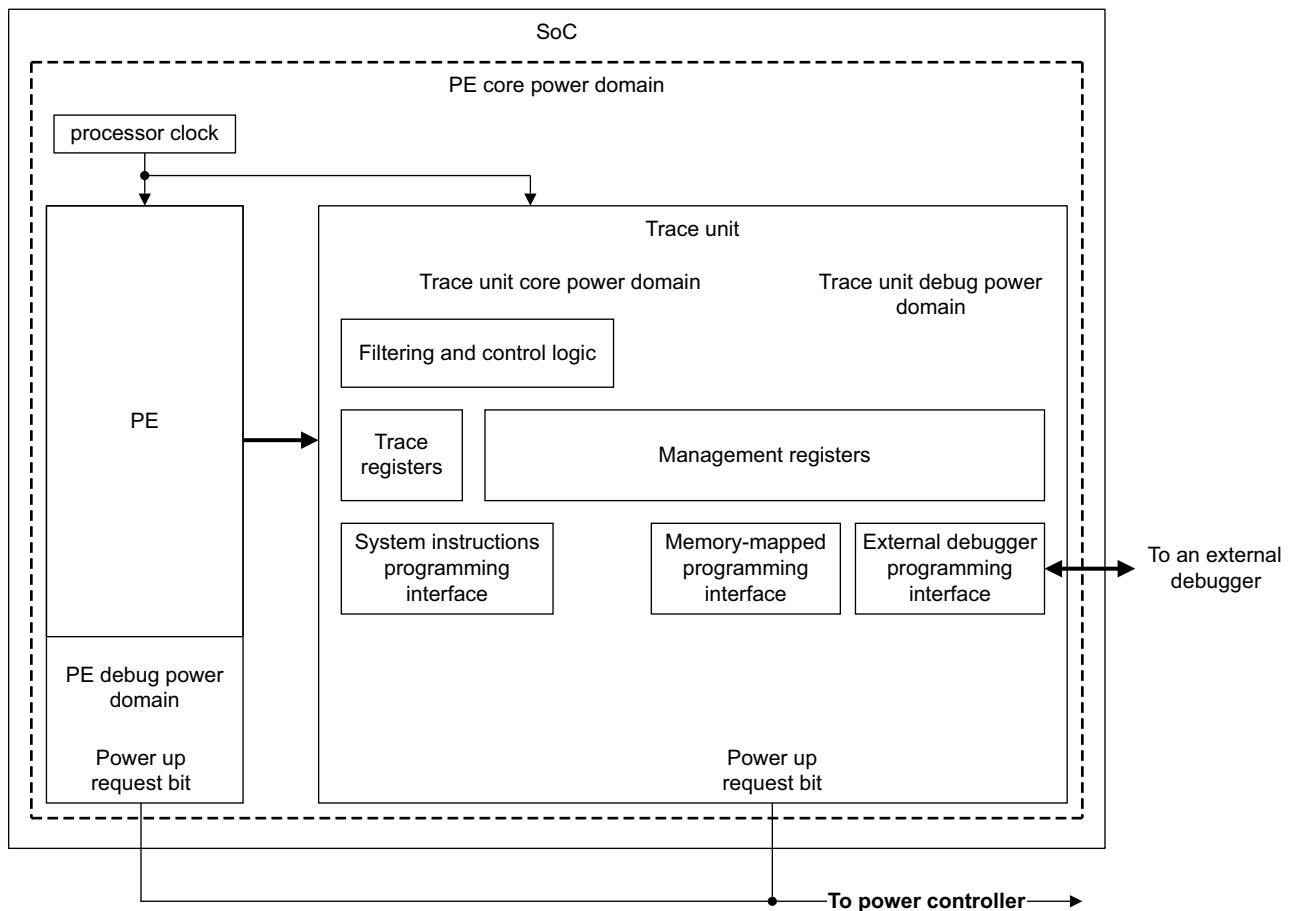 SoC
PE core power domain
processor clock
PE
PE debug power
domain
Power up
request bit
Trace unit
Trace unit core power domain
Trace unit debug power
domain
Filtering and control logic
Trace
registers
Management registers
System instructions
programming
interface
Memory-mapped
programming
interface
External debugger
programming
interface
Power up
request bit
To an external
debugger
To power controller